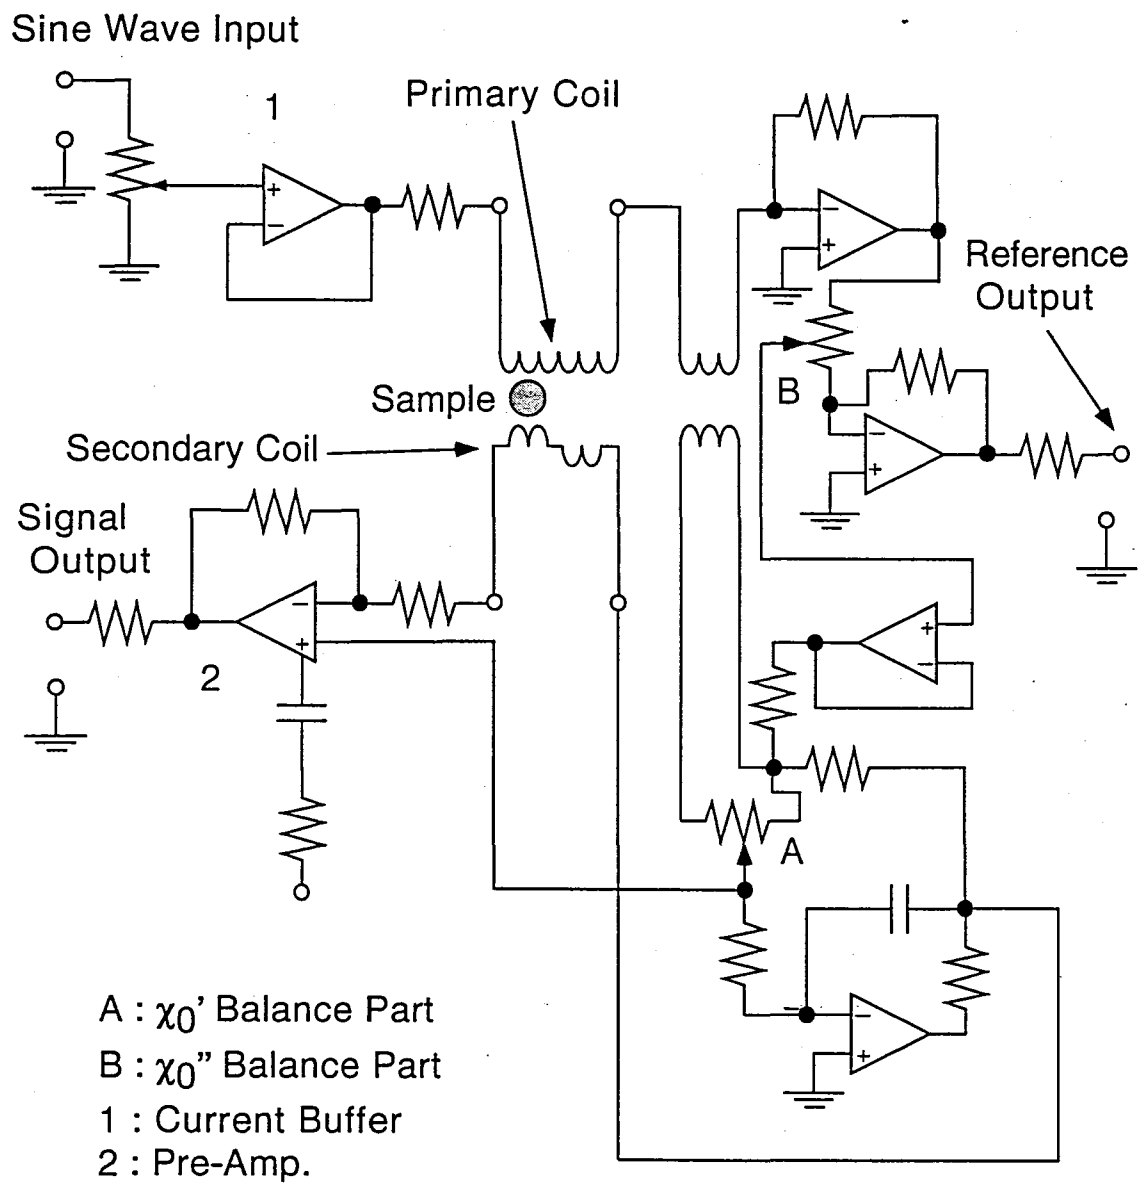 Sine Wave Input
1
Primary Coil
+
−
−
+
Reference
Output
B
Sample
Secondary Coil
−
+
Signal
Output
−
+
2
+
−
A
−
+
A : χ0' Balance Part
B : χ0" Balance Part
1 : Current Buffer
2 : Pre-Amp.